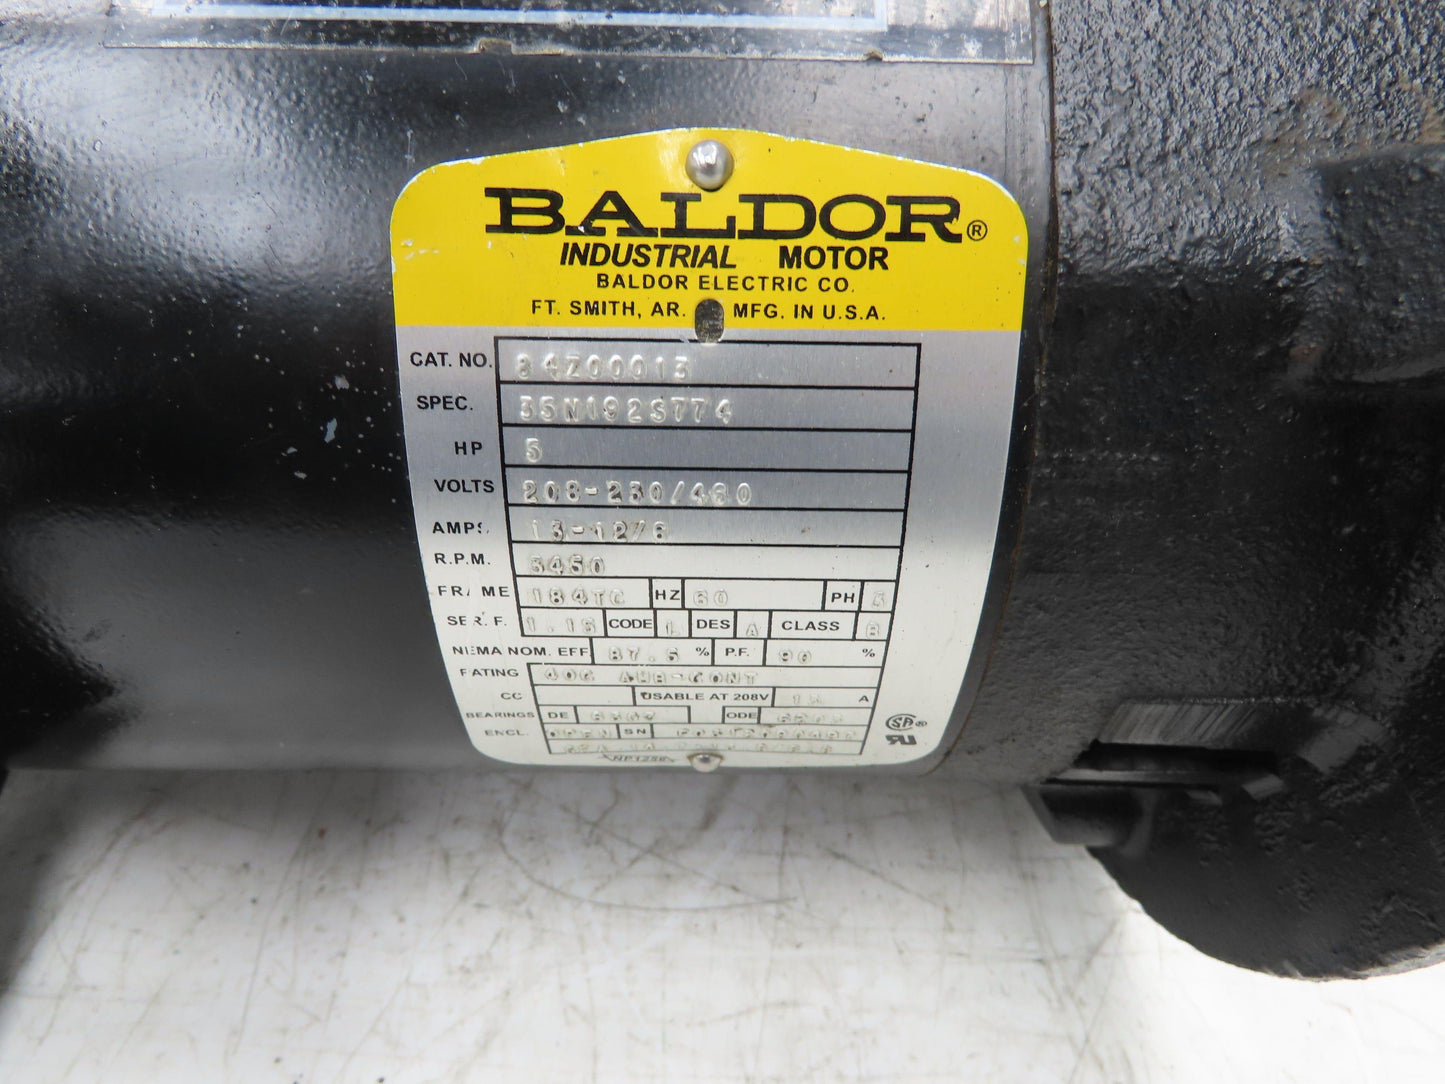 BALDOR®
INDUSTRIAL MOTOR
BALDOR ELECTRIC CO.
FT. SMITH, AR. MFG. IN U.S.A.
CAT. NO. 84Z00013
SPEC. 35N192S774
HP 5
VOLTS 208-230/460
AMPS 13-12/6
R.P.M. 3450
FRAME 184TC HZ 60 PH 3
SER. F. 1.15 CODE L DES A CLASS B
NEMA NOM. EFF. 87.5 % P.F. 90 %
RATING 40C AMB-CONT
CC USABLE AT 208V A
BEARINGS DE ODE
ENCL. OPEN SN
NP1256
SA®